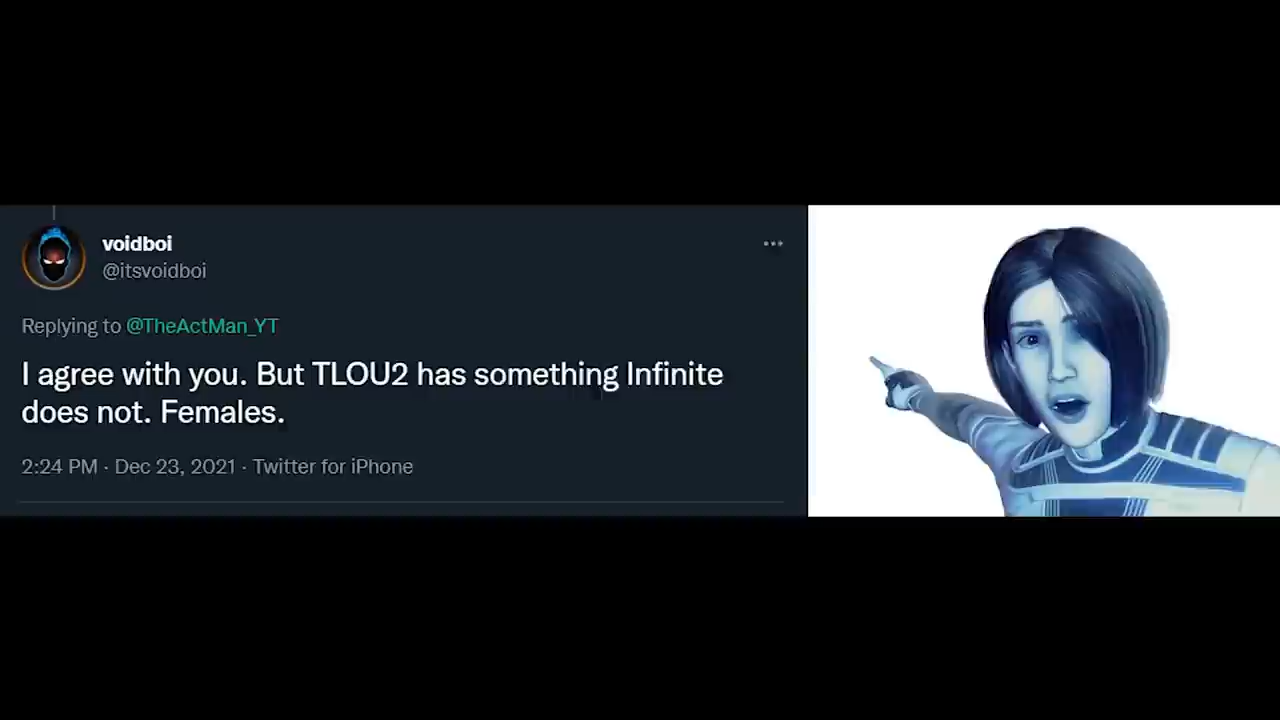 voidboi
@itsvoidboi
Replying to @TheActMan_YT
I agree with you. But TLOU2 has something Infinite
does not. Females.
2:24 PM · Dec 23, 2021 · Twitter for iPhone